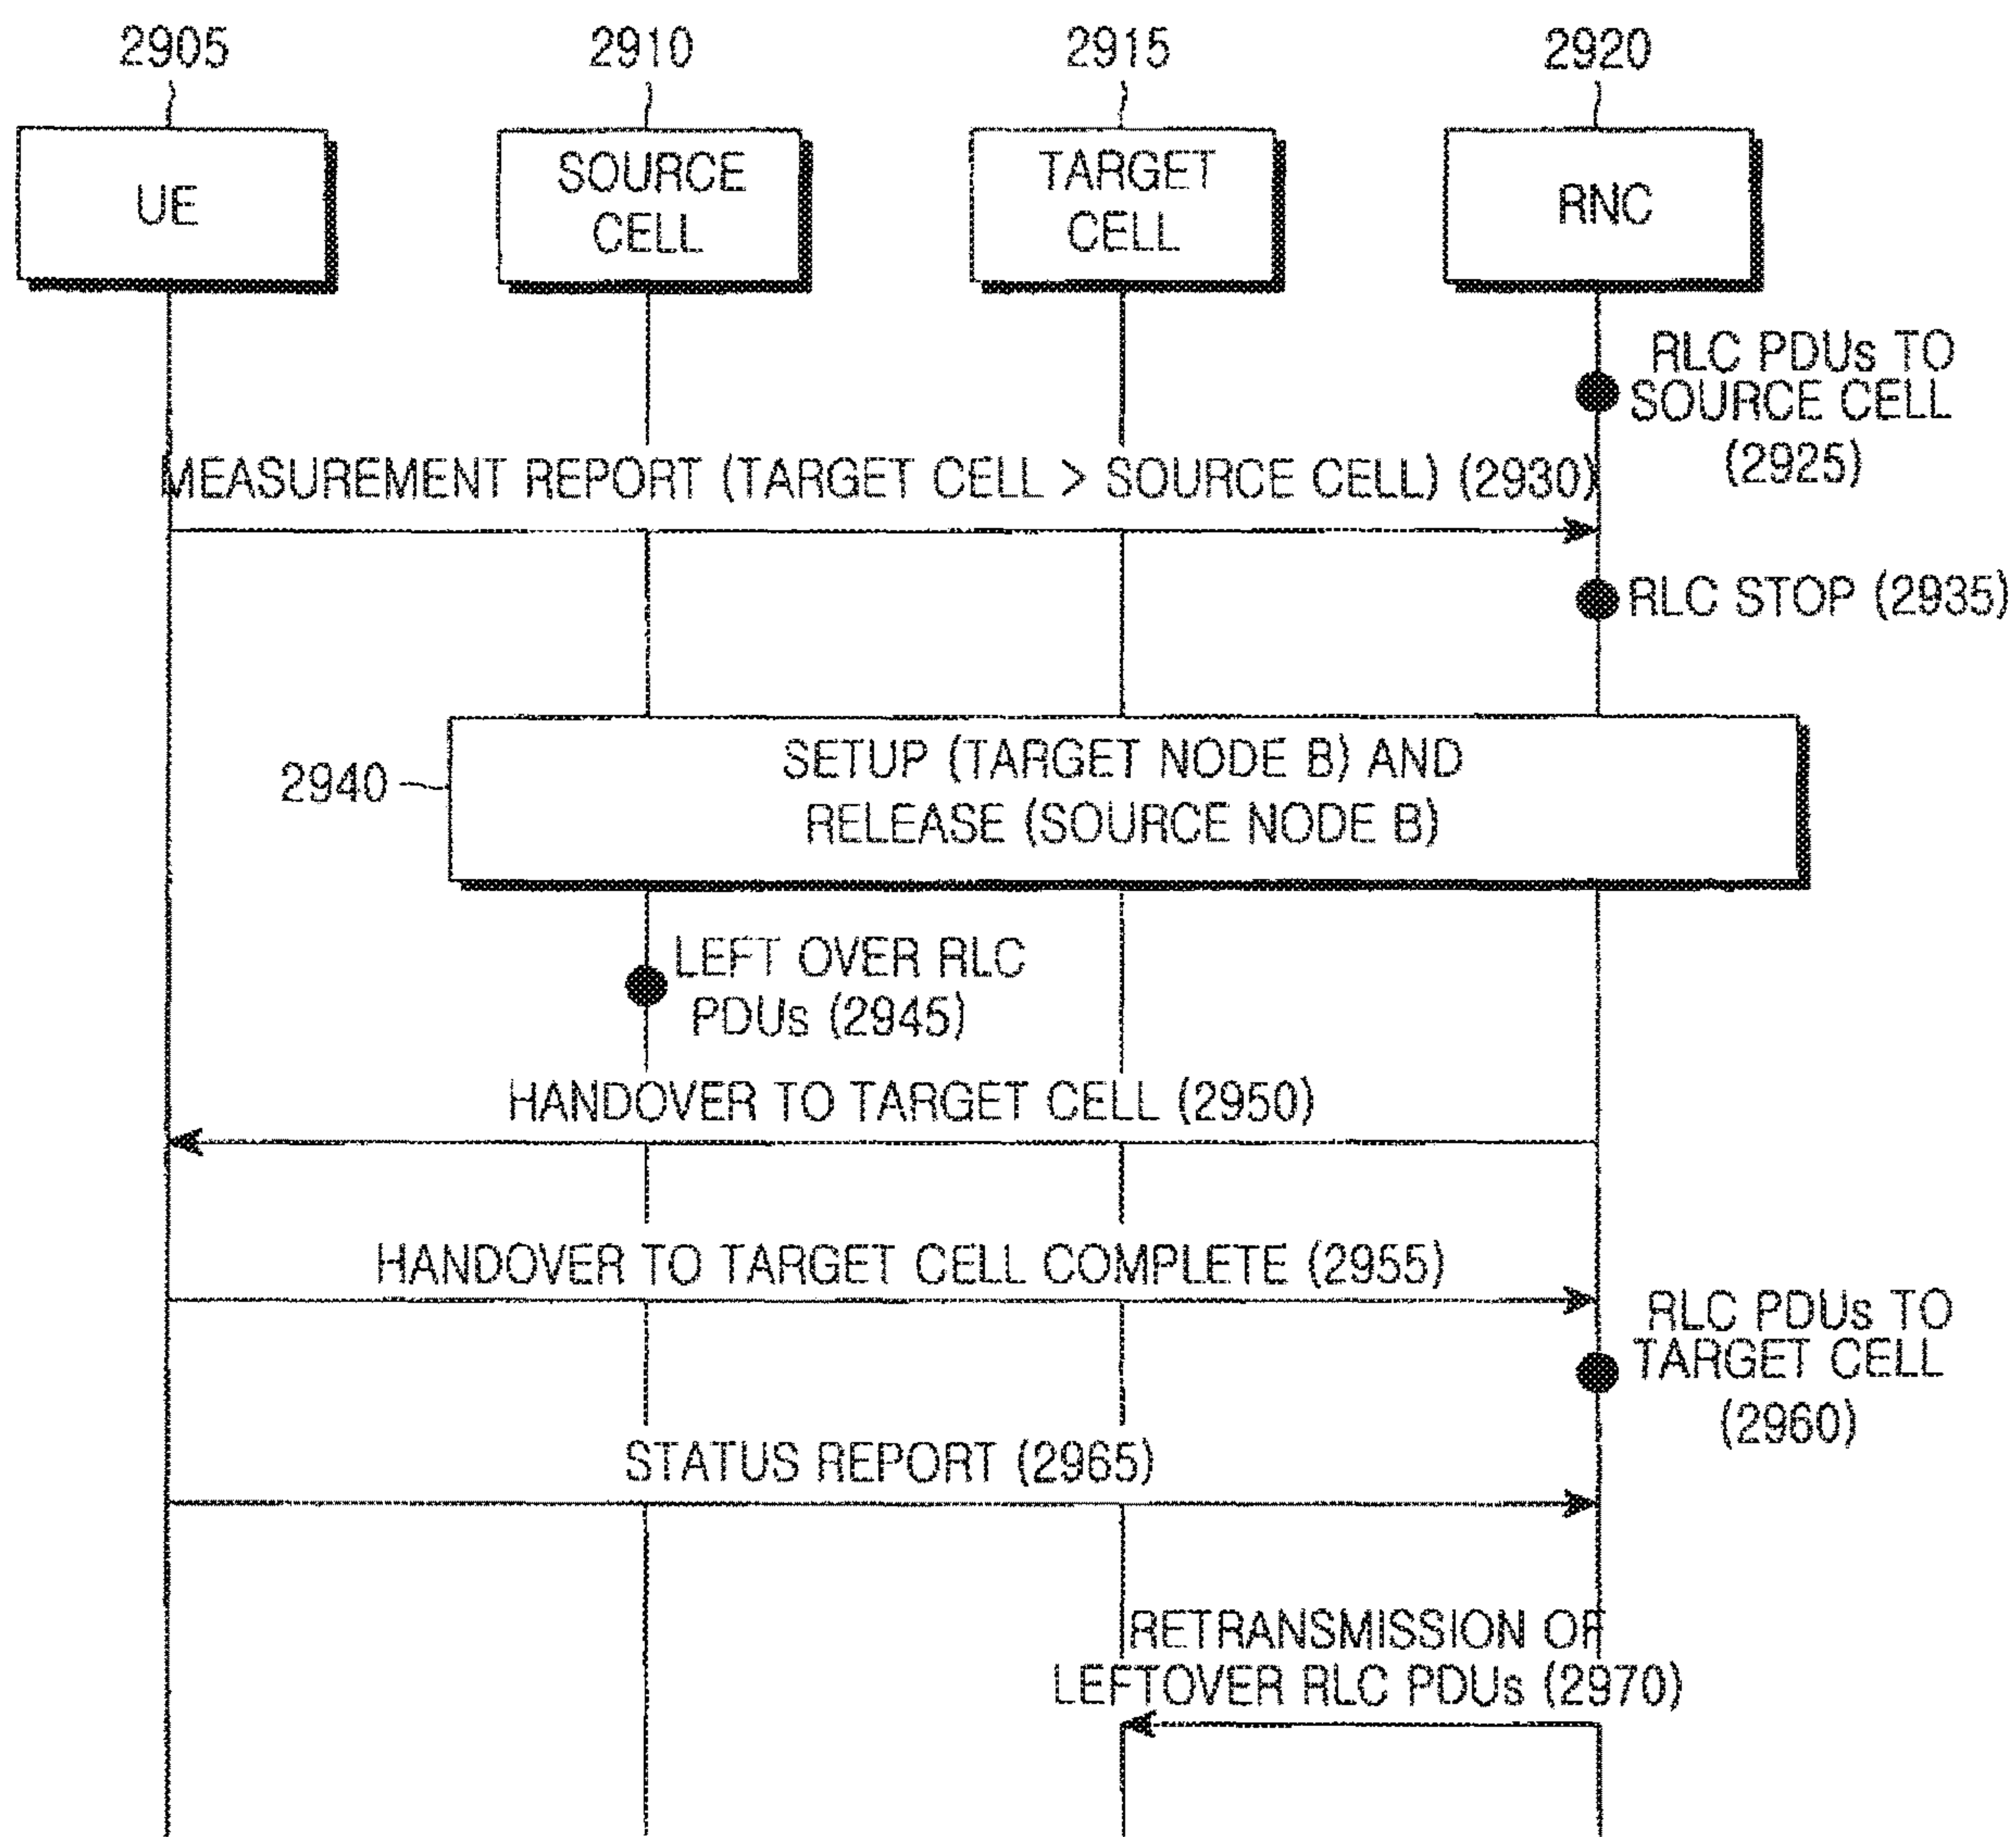 2905
2910
2915
2920
UE
SOURCE
CELL
TARGET
CELL
RNC
RLC PDUs TO
SOURCE CELL
(2925)
MEASUREMENT REPORT (TARGET CELL > SOURCE CELL) (2930)
RLC STOP (2935)
2940
SETUP (TARGET NODE B) AND
RELEASE (SOURCE NODE B)
LEFT OVER RLC
PDUs (2945)
HANDOVER TO TARGET CELL (2950)
HANDOVER TO TARGET CELL COMPLETE (2955)
RLC PDUs TO
TARGET CELL
(2960)
STATUS REPORT (2965)
RETRANSMISSION OF
LEFTOVER RLC PDUs (2970)